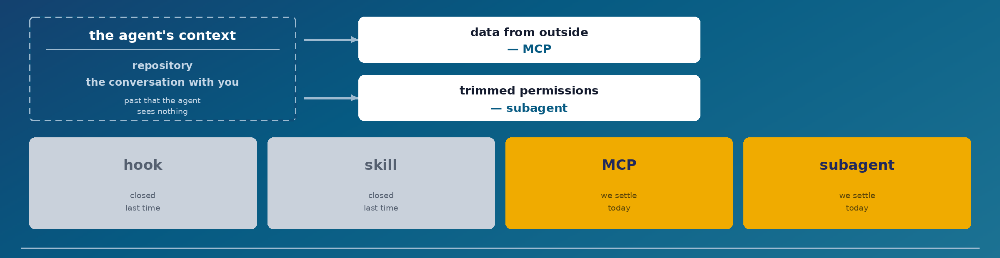 the agent's context
repository
the conversation with you
past that the agent
sees nothing
data from outside
— MCP
trimmed permissions
— subagent
hook
closed
last time
skill
closed
last time
MCP
we settle
today
subagent
we settle
today